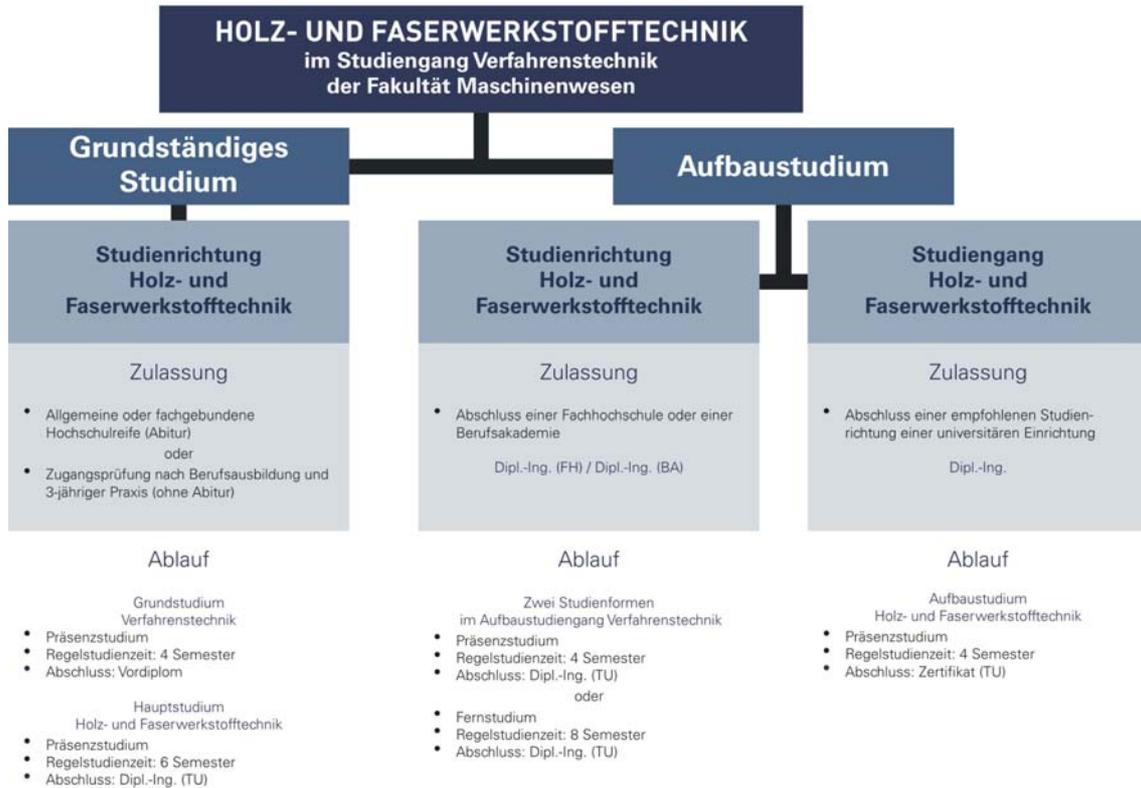 HOLZ- UND FASERWERKSTOFFTECHNIK
im Studiengang Verfahrenstechnik
der Fakultät Maschinenwesen
Grundständiges
Studium
Studienrichtung
Holz- und
Faserwerkstofftechnik
Zulassung
• Allgemeine oder fachgebundene
Hochschulreife (Abitur)
oder
• Zugangsprüfung nach Berufsausbildung und
3-jähriger Praxis (ohne Abitur)
Ablauf
Grundstudium
Verfahrenstechnik
• Präsenzstudium
• Regelstudienzeit: 4 Semester
• Abschluss: Vordiplom
Hauptstudium
Holz- und Faserwerkstofftechnik
• Präsenzstudium
• Regelstudienzeit: 6 Semester
• Abschluss: Dipl.-Ing. (TU)
Aufbaustudium
Studienrichtung
Holz- und
Faserwerkstofftechnik
Zulassung
• Abschluss einer Fachhochschule oder einer
Berufsakademie
Dipl.-Ing. (FH) / Dipl.-Ing. (BA)
Ablauf
Zwei Studienformen
im Aufbaustudiengang Verfahrenstechnik
• Präsenzstudium
• Regelstudienzeit: 4 Semester
• Abschluss: Dipl.-Ing. (TU)
oder
• Fernstudium
• Regelstudienzeit: 8 Semester
• Abschluss: Dipl.-Ing. (TU)
Studiengang
Holz- und
Faserwerkstofftechnik
Zulassung
• Abschluss einer empfohlenen Studien-
richtung einer universitären Einrichtung
Dipl.-Ing.
Ablauf
Aufbaustudium
Holz- und Faserwerkstofftechnik
• Präsenzstudium
• Regelstudienzeit: 4 Semester
• Abschluss: Zertifikat (TU)